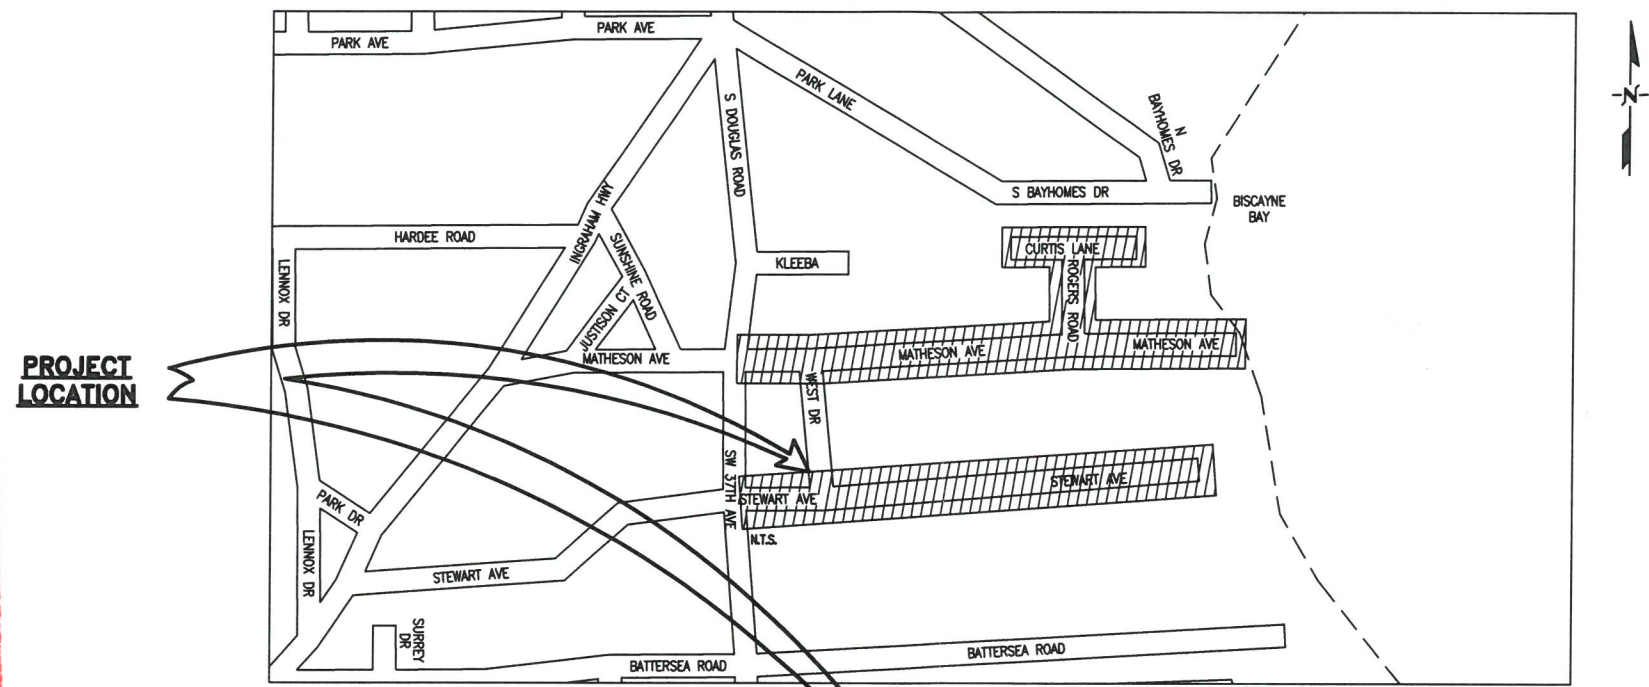 PARK AVE
PARK AVE
PARK LANE
S DOUGLAS ROAD
N
BAYHOMES DR
N
S BAYHOMES DR
BISCAYNE
BAY
INGRAHAM HWY
HARDEE ROAD
SUNSHINE ROAD
CURTIS LANE
KLEEBA
ROGERS ROAD
LENNOX DR
JUSTISON CT
MATHESON AVE
MATHESON AVE
MATHESON AVE
PROJECT
LOCATION
WEST DR
SW 37TH AVE
STEWART AVE
STEWART AVE
PARK DR
N.T.S.
LENNOX DR
STEWART AVE
SURREY
DR
BATTERSEA ROAD
BATTERSEA ROAD